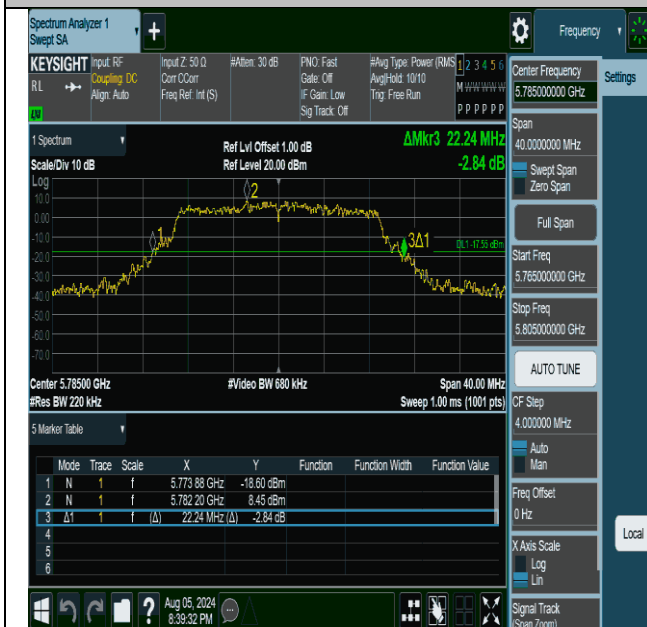 Spectrum Analyzer 1
Swept SA
+
Frequency
KEYSIGHT
RL
LXI
Input: RF
Coupling: DC
Align: Auto
Input Z: 50 Ω
Corr CCorr
Freq Ref: Int (S)
#Atten: 30 dB
PNO: Fast
Gate: Off
IF Gain: Low
Sig Track: Off
#Avg Type: Power (RMS)
Avg|Hold: 10/10
Trig: Free Run
1 2 3 4 5 6
M W W W W W
P P P P P P
1 Spectrum
Scale/Div 10 dB
Ref Lvl Offset 1.00 dB
Ref Level 20.00 dBm
ΔMkr3 22.24 MHz
-2.84 dB
Log
10.0
0.00
-10.0
-20.0
-30.0
-40.0
-50.0
-60.0
-70.0
1
2
3Δ1
DL1 -17.55 dBm
Center 5.78500 GHz
#Video BW 680 kHz
Span 40.00 MHz
#Res BW 220 kHz
Sweep 1.00 ms (1001 pts)
5 Marker Table
Mode Trace Scale X Y Function Function Width Function Value
1 N 1 f 5.773 88 GHz -18.60 dBm
2 N 1 f 5.782 20 GHz 8.45 dBm
3 Δ1 1 f (Δ) 22.24 MHz (Δ) -2.84 dB
4
5
6
Aug 05, 2024
8:39:32 PM
Center Frequency
5.785000000 GHz
Settings
Span
40.0000000 MHz
Swept Span
Zero Span
Full Span
Start Freq
5.765000000 GHz
Stop Freq
5.805000000 GHz
AUTO TUNE
CF Step
4.000000 MHz
Auto
Man
Freq Offset
0 Hz
X Axis Scale
Log
Lin
Local
Signal Track
(Span Zoom)